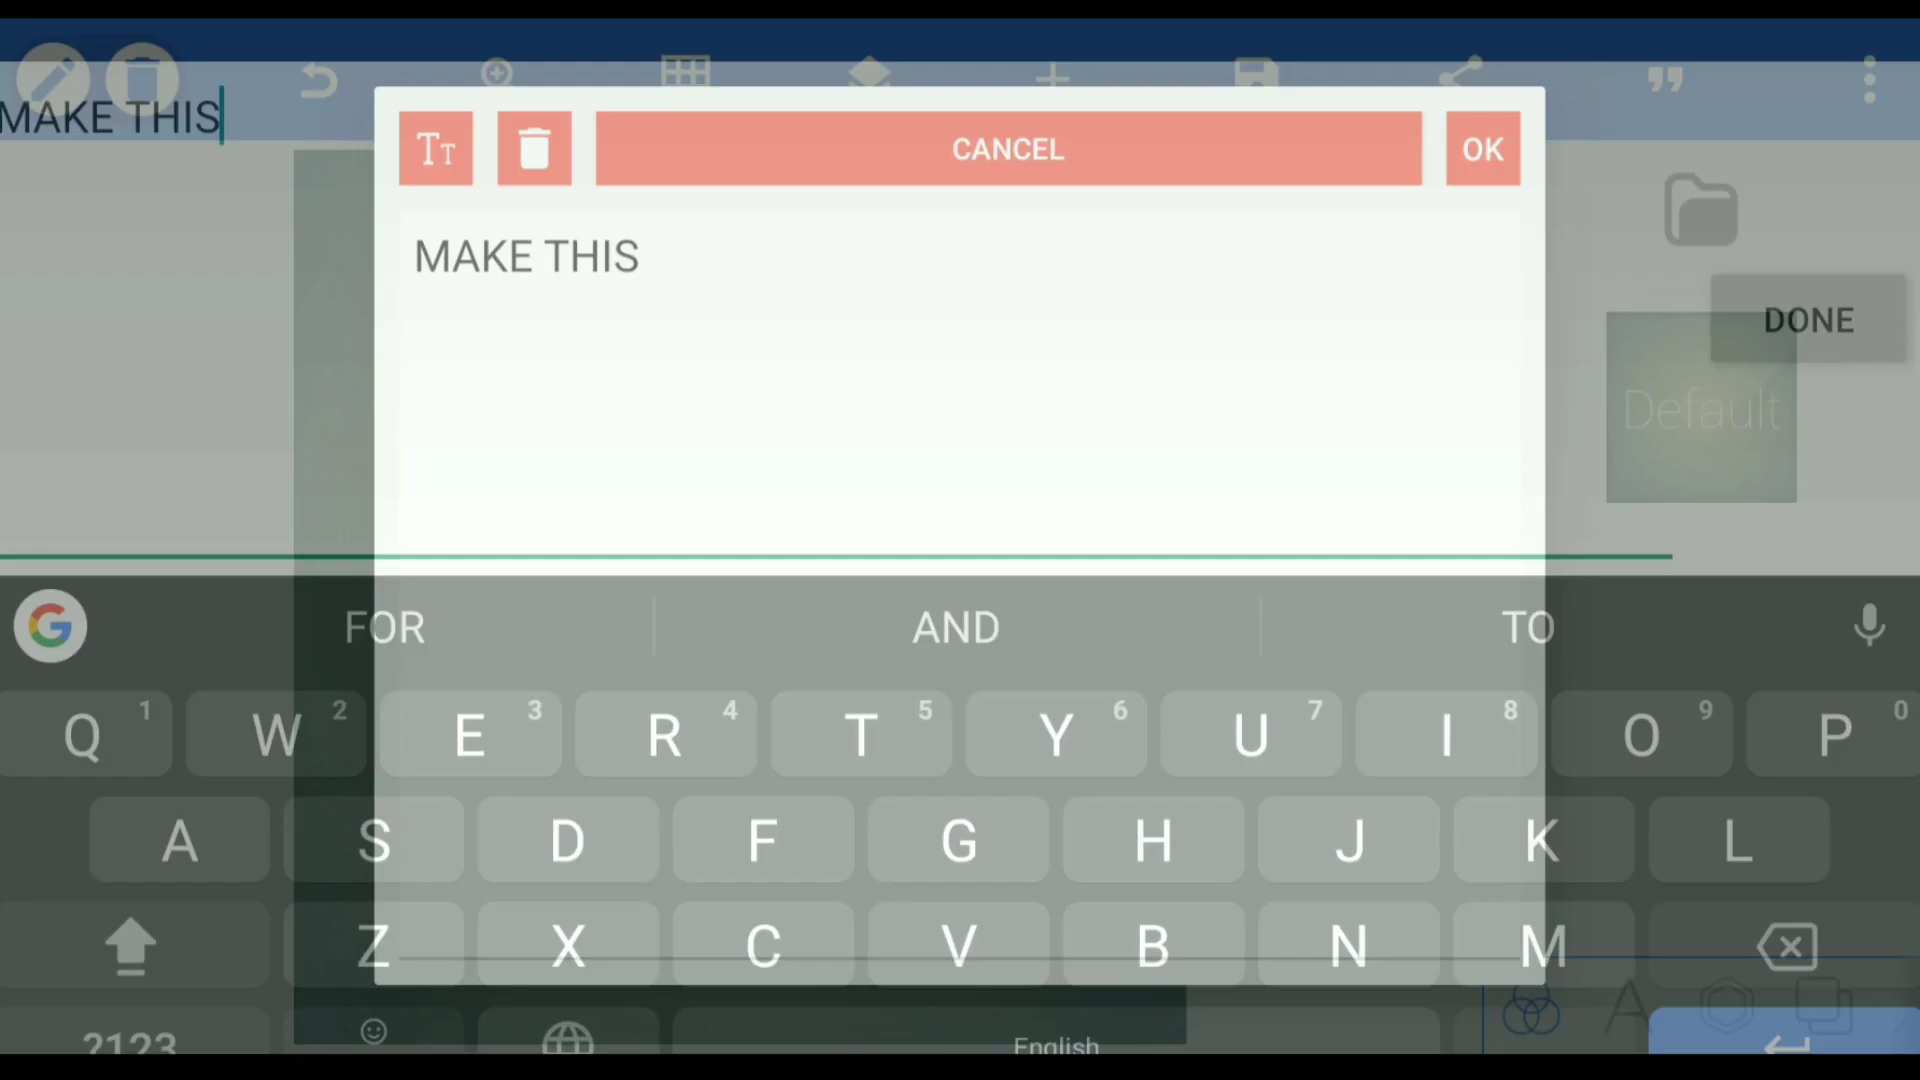 MAKE THIS
Tt CANCEL OK
MAKE THIS
DONE
Default
FOR AND TO
Q 1 W 2 E 3 R 4 T 5 Y 6 U 7 I 8 O 9 P 0
A S D F G H J K L
Z X C V B N M
?123 English